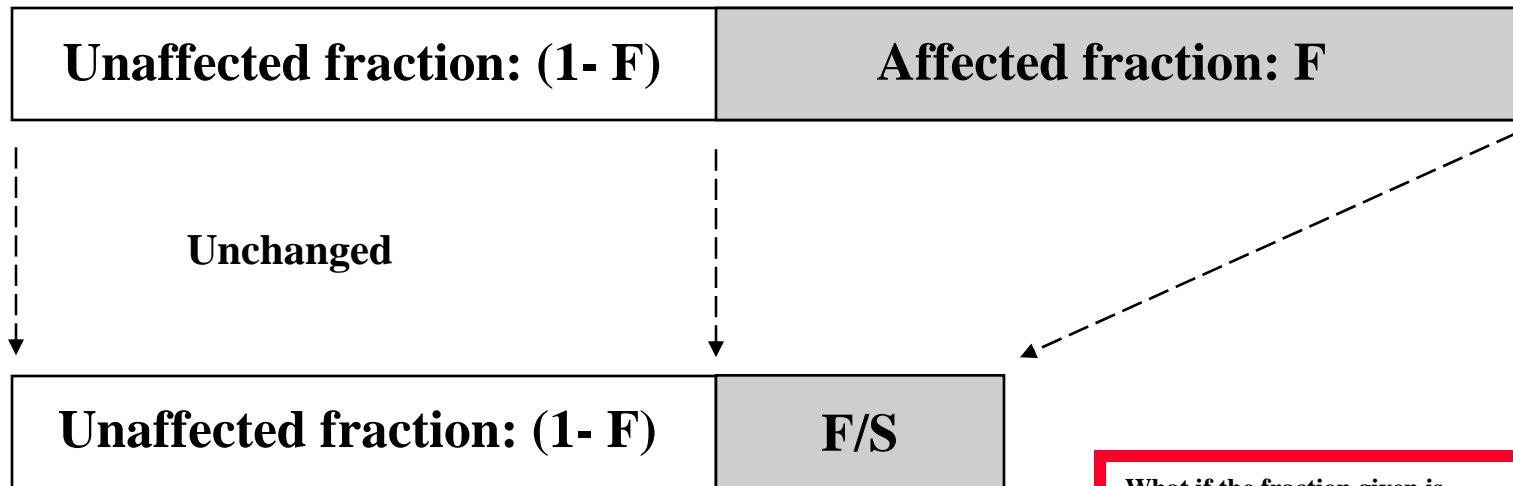 Unaffected fraction: (1- F)
Affected fraction: F
Unchanged
Unaffected fraction: (1- F)
F/S
What if the fraction given is